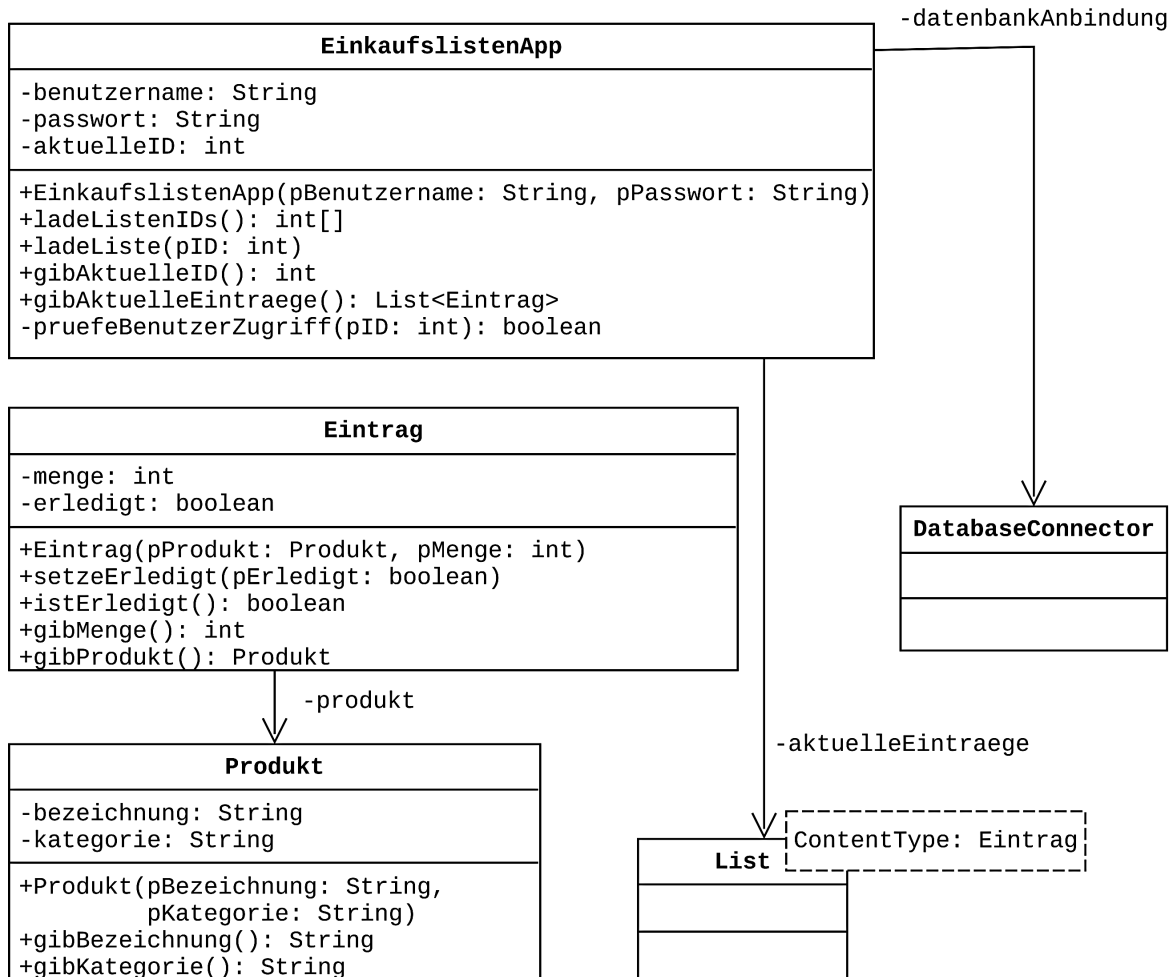 -datenbankAnbindung
EinkaufslistenApp
-benutzername: String
-passwort: String
-aktuelleID: int
+EinkaufslistenApp(pBenutzername: String, pPasswort: String)
+ladeListenIDs(): int[]
+ladeListe(pID: int)
+gibAktuelleID(): int
+gibAktuelleEintraege(): List<Eintrag>
-pruefeBenutzerZugriff(pID: int): boolean
Eintrag
-menge: int
-erledigt: boolean
+Eintrag(pProdukt: Produkt, pMenge: int)
+setzeErledigt(pErledigt: boolean)
+istErledigt(): boolean
+gibMenge(): int
+gibProdukt(): Produkt
DatabaseConnector
-produkt
-aktuelleEintraege
Produkt
-bezeichnung: String
-kategorie: String
+Produkt(pBezeichnung: String,
pKategorie: String)
+gibBezeichnung(): String
+gibKategorie(): String
ContentType: Eintrag
List